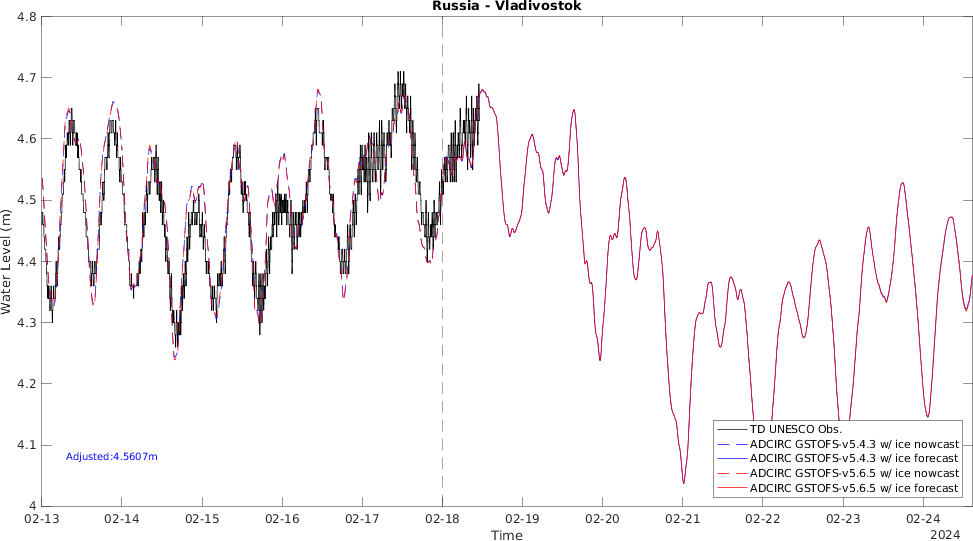 Russia - Vladivostok
4.8
4.7
4.6
4.5
4.4
4.3
4.2
4.1
4
Water Level (m)
Adjusted:4.5607m
TD UNESCO Obs.
ADCIRC GSTOFS-v5.4.3 w/ ice nowcast
ADCIRC GSTOFS-v5.4.3 w/ ice forecast
ADCIRC GSTOFS-v5.6.5 w/ ice nowcast
ADCIRC GSTOFS-v5.6.5 w/ ice forecast
02-13 02-14 02-15 02-16 02-17 02-18 02-19 02-20 02-21 02-22 02-23 02-24
Time
2024